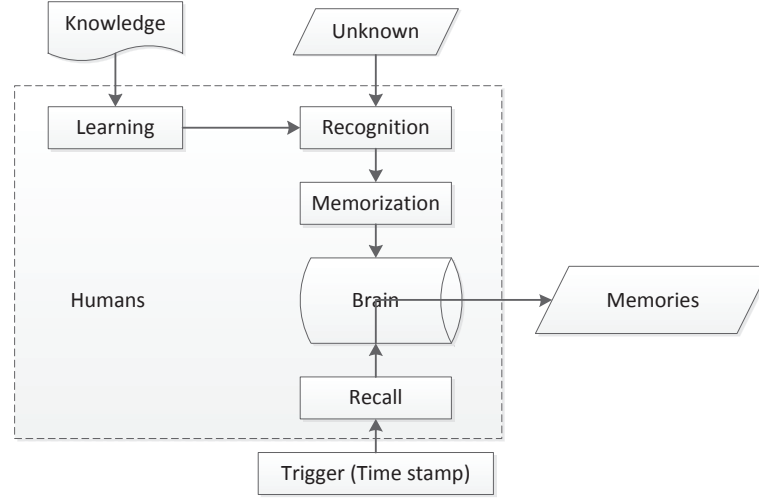 Knowledge
Unknown
Learning
Recognition
Memorization
Humans
Brain
Memories
Recall
Trigger (Time stamp)